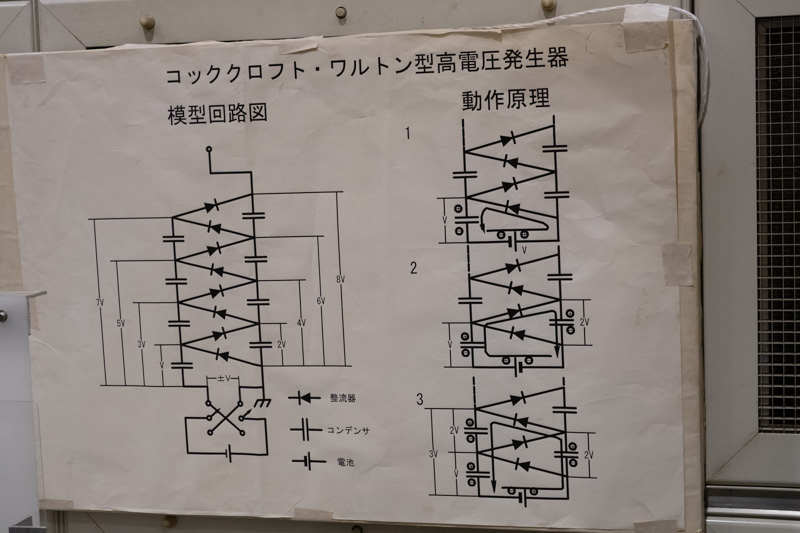 コッククロフト・ワルトン型高電圧発生器
模型回路図
動作原理
7V
5V
3V
V
8V
6V
4V
2V
±V
整流器
コンデンサ
電池
1
V
V
2
V
2V
3
3V
2V
V
2V